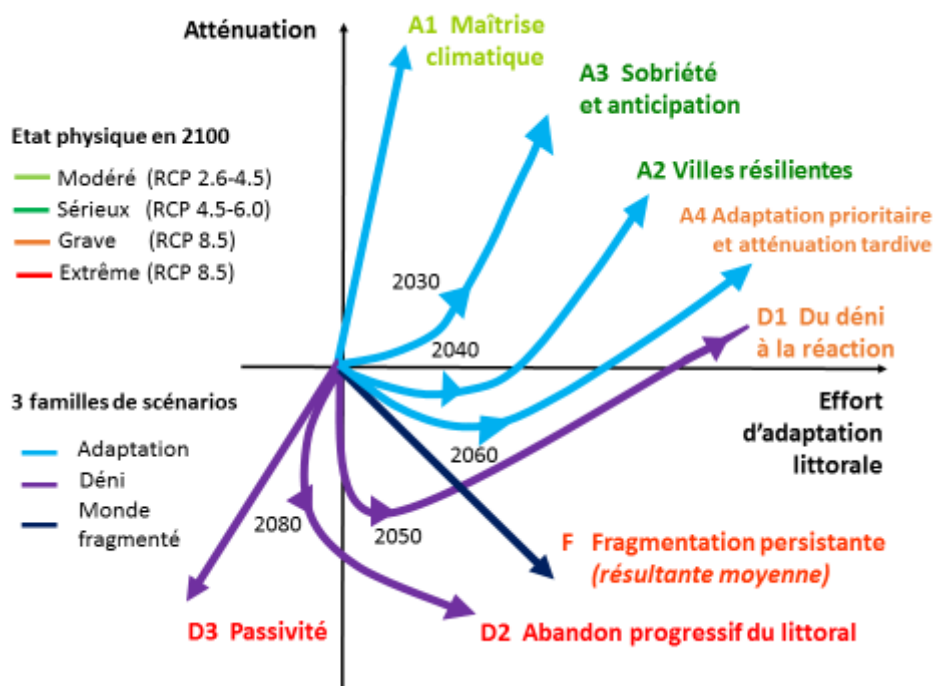 Atténuation
A1 Maîtrise
climatique
A3 Sobriété
et anticipation
Etat physique en 2100
Modéré (RCP 2.6-4.5)
Sérieux (RCP 4.5-6.0)
Grave (RCP 8.5)
Extrême (RCP 8.5)
A2 Villes résilientes
A4 Adaptation prioritaire
et atténuation tardive
2030
D1 Du déni
à la réaction
2040
3 familles de scénarios
Adaptation
Déni
Monde
fragmenté
Effort
d'adaptation
littorale
2060
2080
2050
F Fragmentation persistante
(résultante moyenne)
D3 Passivité
D2 Abandon progressif du littoral